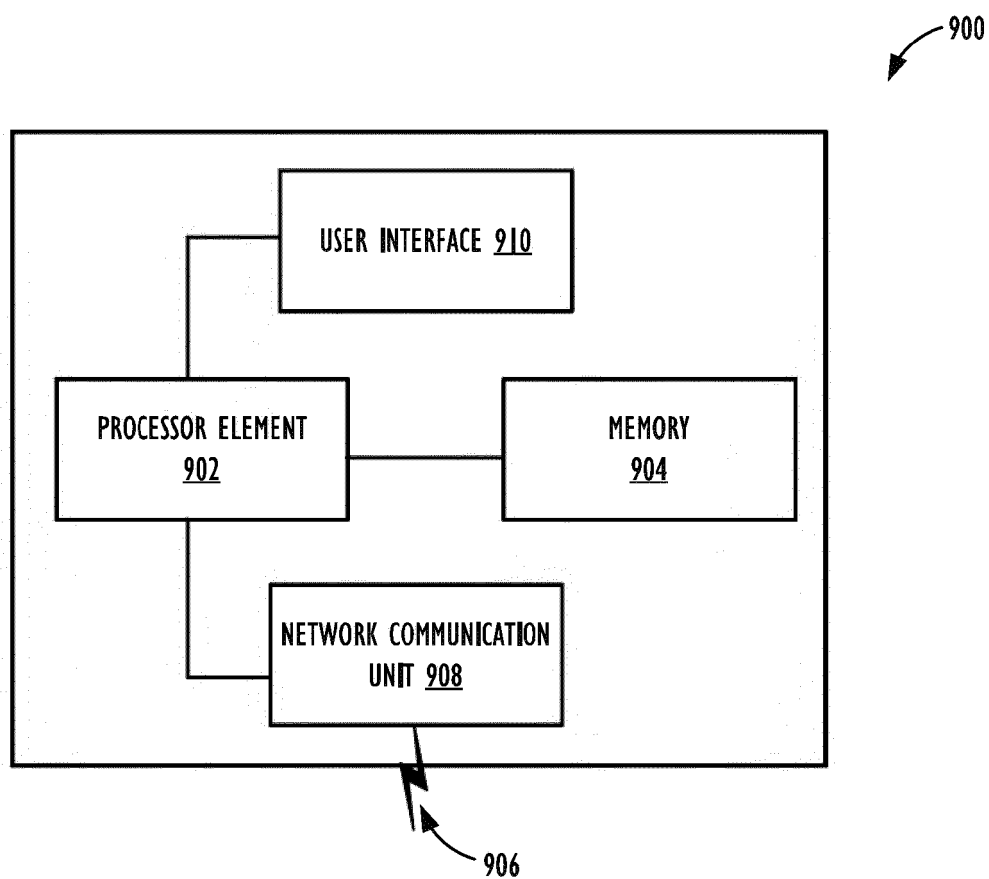 900
USER INTERFACE 910
PROCESSOR ELEMENT
902
MEMORY
904
NETWORK COMMUNICATION
UNIT 908
906